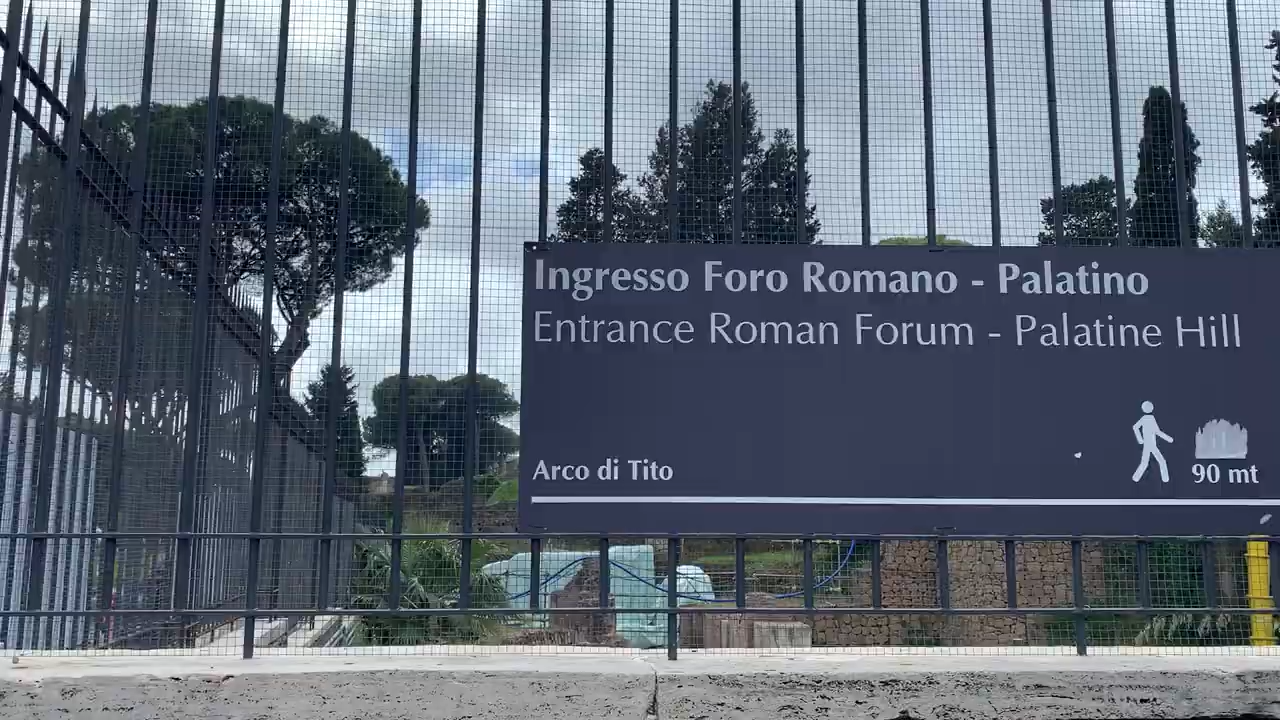 Ingresso Foro Romano - Palatino
Entrance Roman Forum - Palatine Hill
Arco di Tito
90 mt